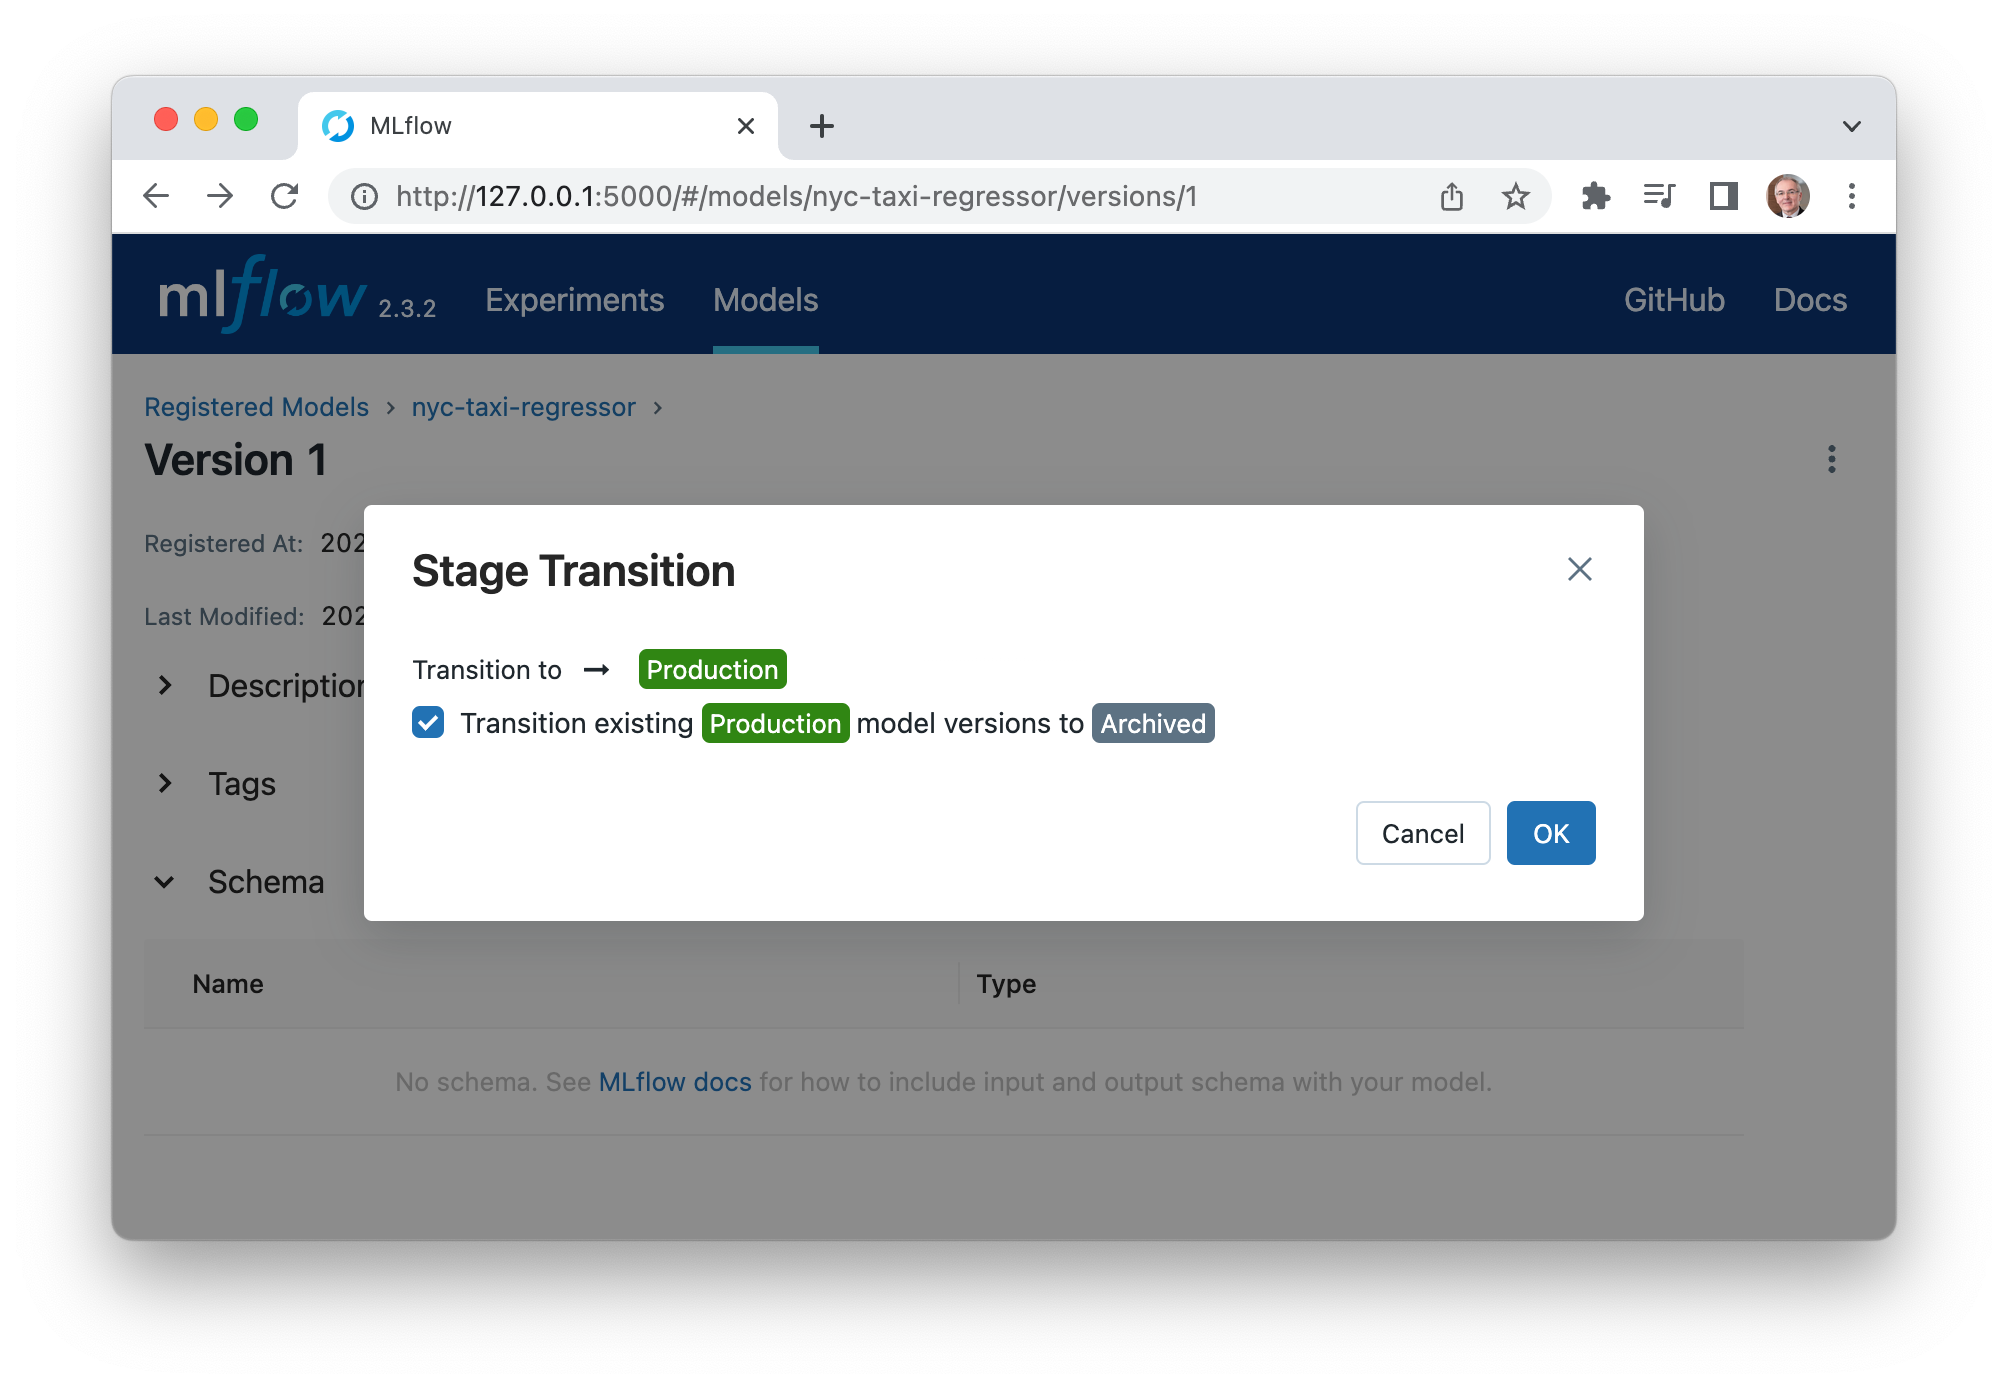 MLflow
http://127.0.0.1:5000/#/models/nyc-taxi-regressor/versions/1
mlflow 2.3.2 Experiments Models GitHub Docs
Registered Models > nyc-taxi-regressor >
Version 1
Registered At: 202
Last Modified: 202
Stage Transition
Transition to → Production
Transition existing Production model versions to Archived
Cancel OK
Description
Tags
Schema
Name Type
No schema. See MLflow docs for how to include input and output schema with your model.